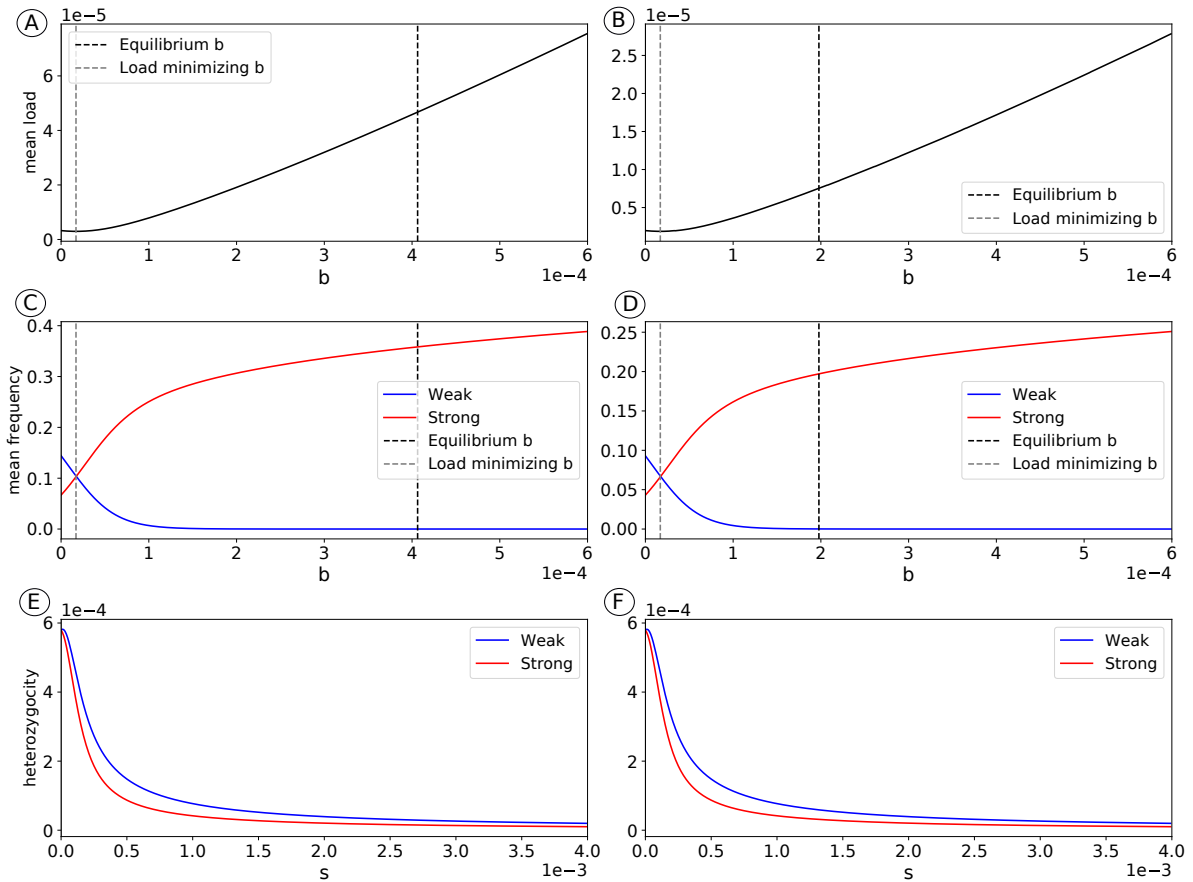 A
1e−5
Equilibrium b
Load minimizing b
mean load
6
4
2
0
0 1 2 3 4 5 6
b
1e−4
B
1e−5
2.5
2.0
1.5
1.0
0.5
Equilibrium b
Load minimizing b
0 1 2 3 4 5 6
b
1e−4
C
mean frequency
0.4
0.3
0.2
0.1
0.0
Weak
Strong
Equilibrium b
Load minimizing b
0 1 2 3 4 5 6
b
1e−4
D
0.25
0.20
0.15
0.10
0.05
0.00
Weak
Strong
Equilibrium b
Load minimizing b
0 1 2 3 4 5 6
b
1e−4
E
1e−4
heterozygocity
6
4
2
0
Weak
Strong
0.0 0.5 1.0 1.5 2.0 2.5 3.0 3.5 4.0
s
1e−3
F
1e−4
6
4
2
0
Weak
Strong
0.0 0.5 1.0 1.5 2.0 2.5 3.0 3.5 4.0
s
1e−3